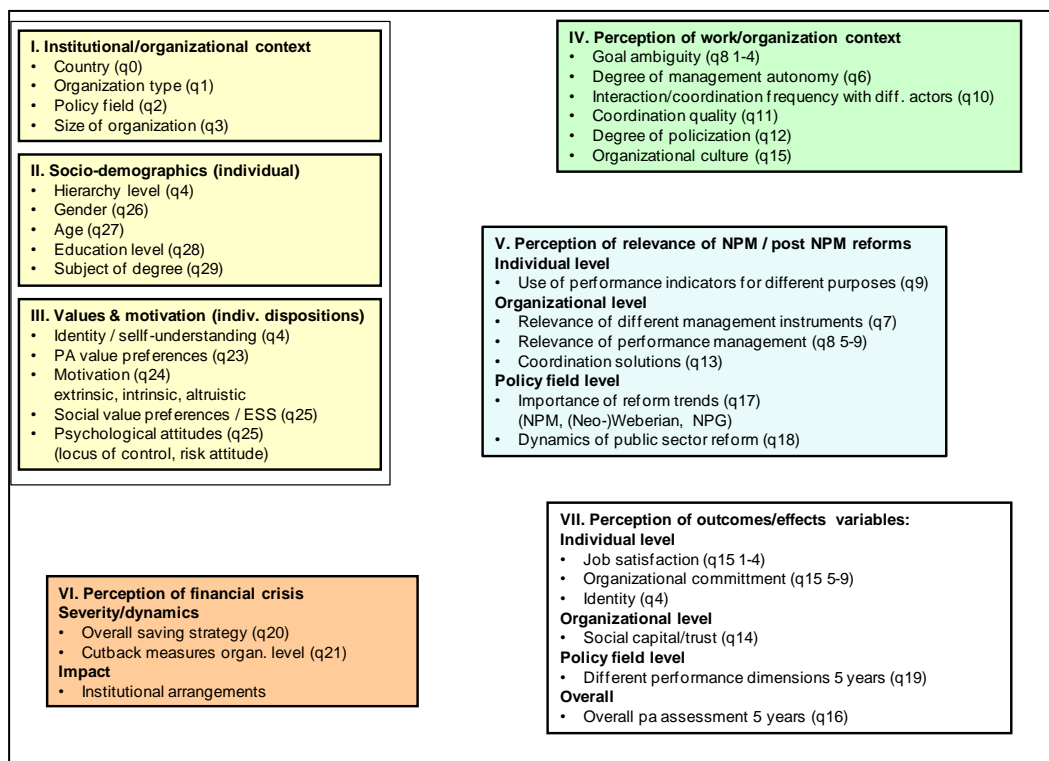 I. Institutional/organizational context
• Country (q0)
• Organization type (q1)
• Policy field (q2)
• Size of organization (q3)
II. Socio-demographics (individual)
• Hierarchy level (q4)
• Gender (q26)
• Age (q27)
• Education level (q28)
• Subject of degree (q29)
III. Values & motivation (indiv. dispositions)
• Identity / sellf-understanding (q4)
• PA value preferences (q23)
• Motivation (q24)
extrinsic, intrinsic, altruistic
• Social value preferences / ESS (q25)
• Psychological attitudes (q25)
(locus of control, risk attitude)
VI. Perception of financial crisis
Severity/dynamics
• Overall saving strategy (q20)
• Cutback measures organ. level (q21)
Impact
• Institutional arrangements
IV. Perception of work/organization context
• Goal ambiguity (q8 1-4)
• Degree of management autonomy (q6)
• Interaction/coordination frequency with diff. actors (q10)
• Coordination quality (q11)
• Degree of policization (q12)
• Organizational culture (q15)
V. Perception of relevance of NPM / post NPM reforms
Individual level
• Use of performance indicators for different purposes (q9)
Organizational level
• Relevance of different management instruments (q7)
• Relevance of performance management (q8 5-9)
• Coordination solutions (q13)
Policy field level
• Importance of reform trends (q17)
(NPM, (Neo-)Weberian, NPG)
• Dynamics of public sector reform (q18)
VII. Perception of outcomes/effects variables:
Individual level
• Job satisfaction (q15 1-4)
• Organizational committment (q15 5-9)
• Identity (q4)
Organizational level
• Social capital/trust (q14)
Policy field level
• Different performance dimensions 5 years (q19)
Overall
• Overall pa assessment 5 years (q16)